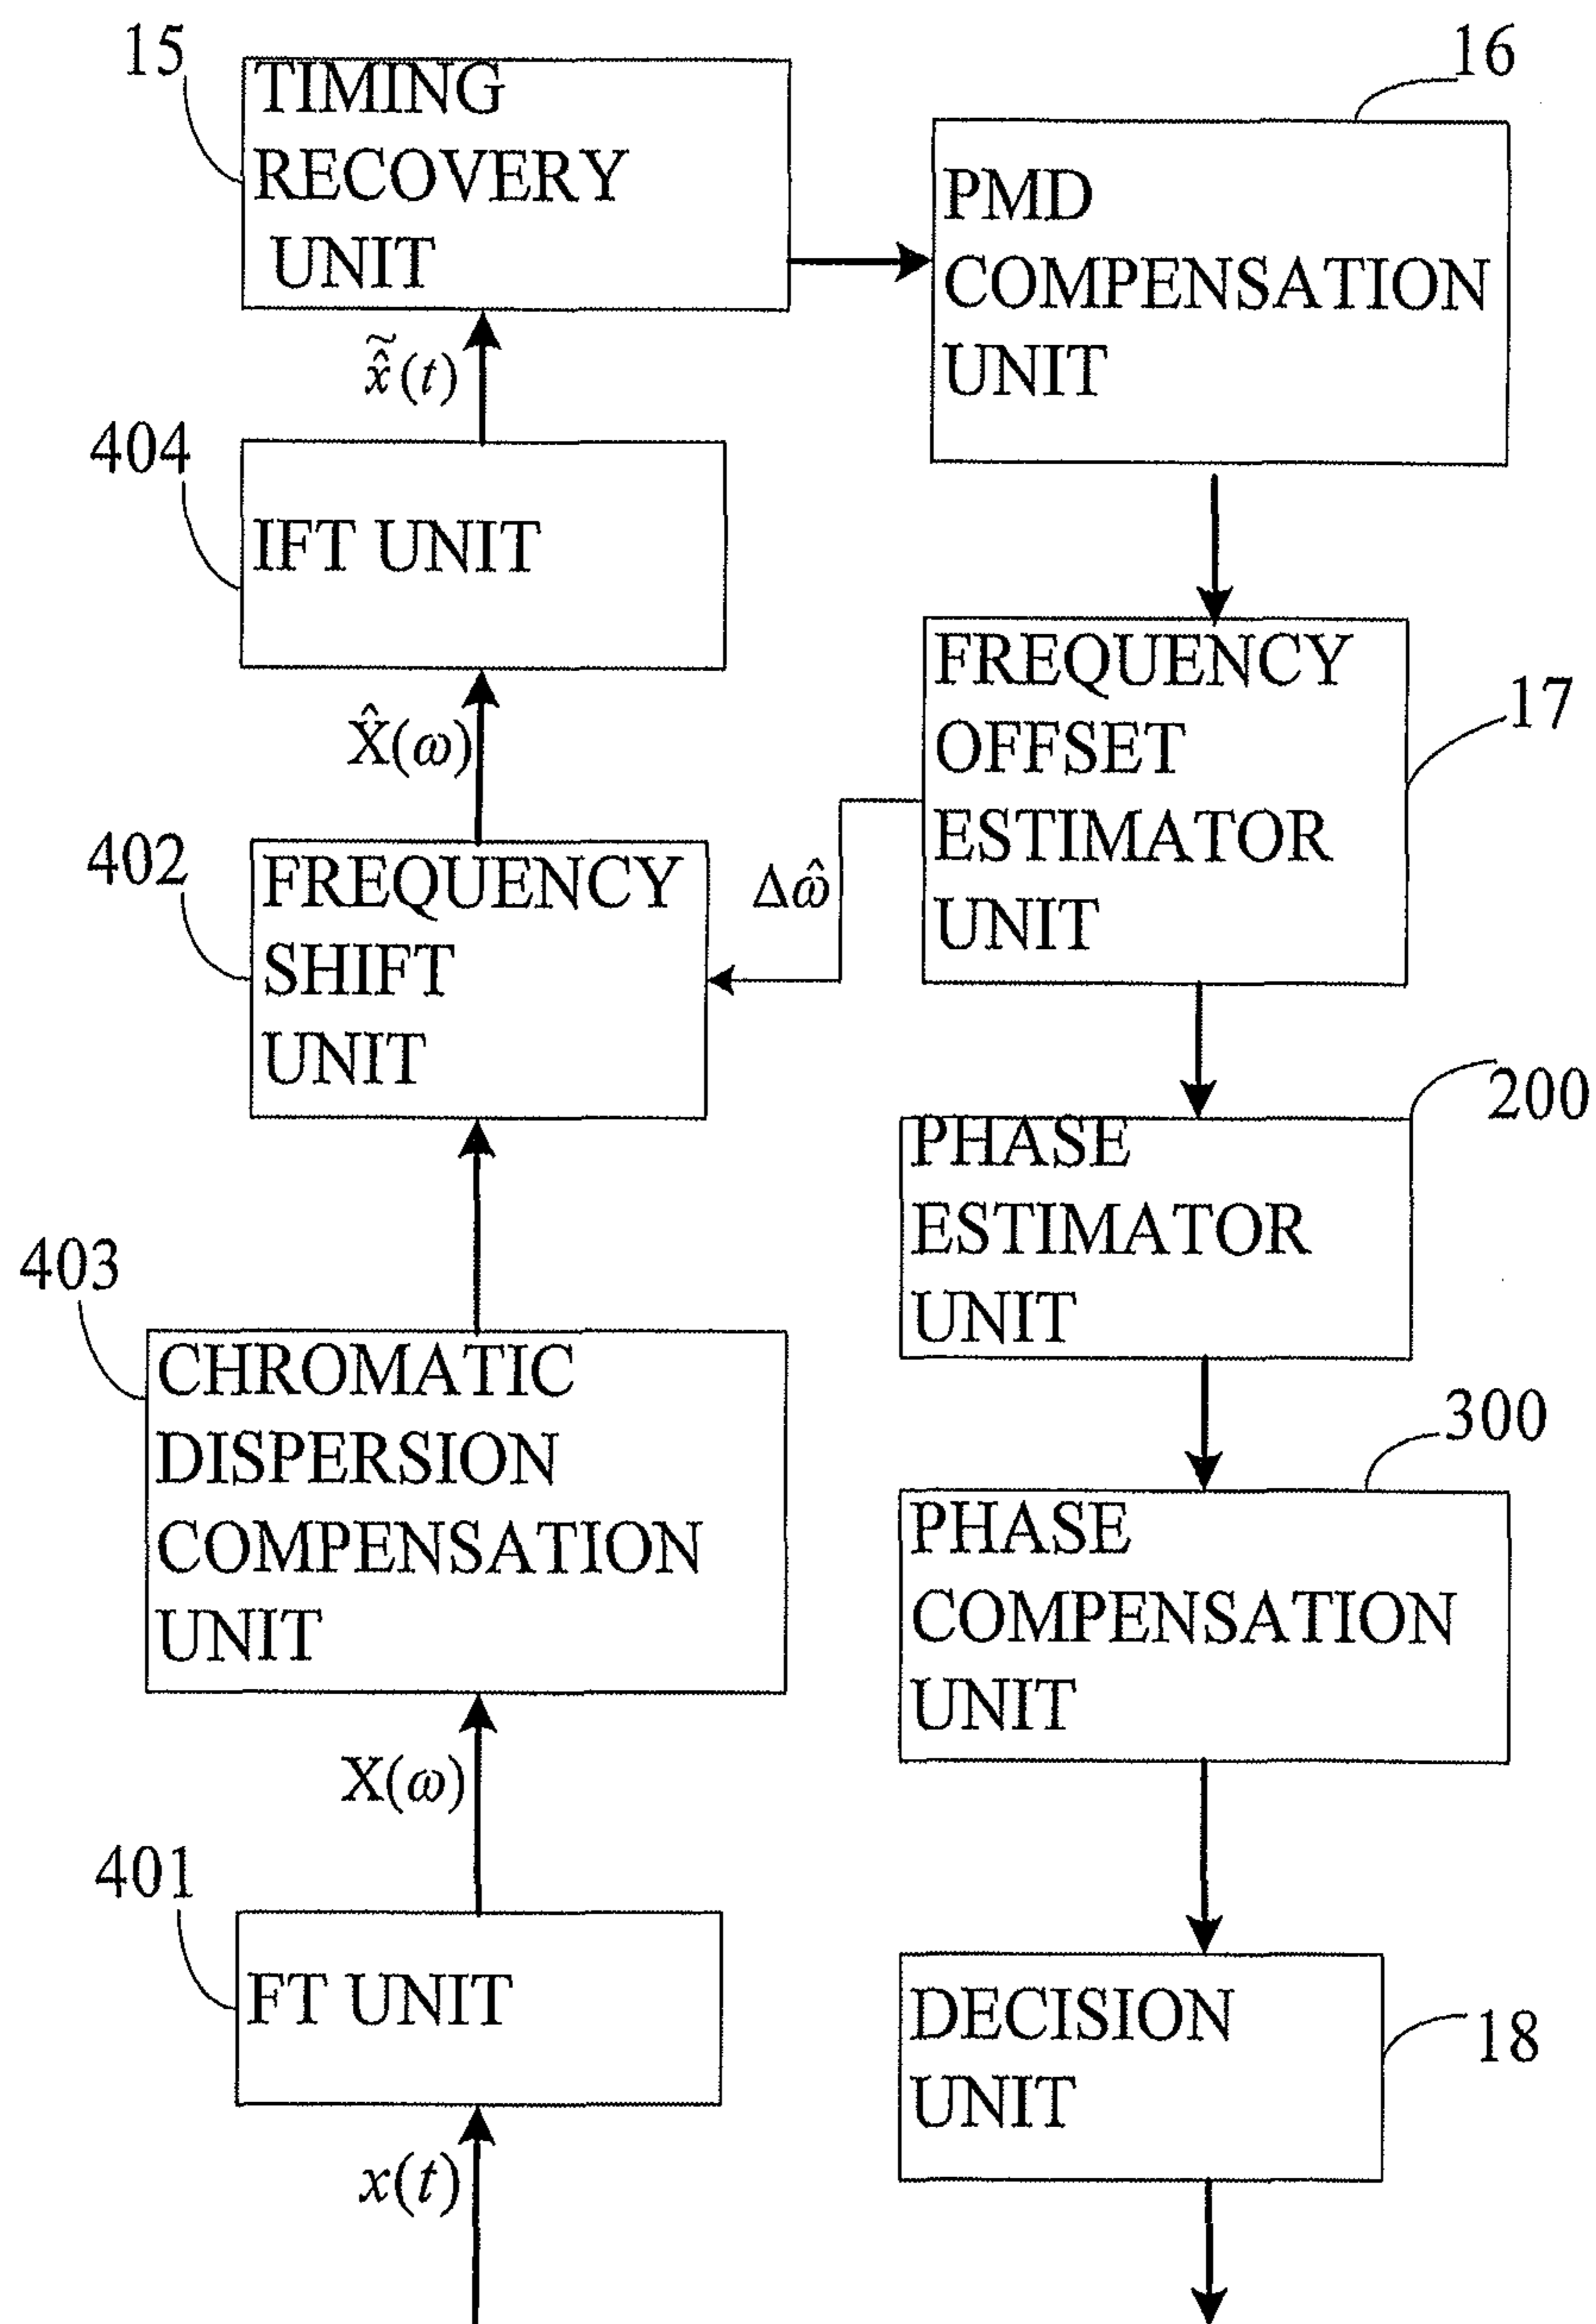 15
TIMING
RECOVERY
UNIT
16
PMD
COMPENSATION
UNIT
x̃̂(t)
404
IFT UNIT
X̂(ω)
FREQUENCY
OFFSET
ESTIMATOR
UNIT
17
402
FREQUENCY
SHIFT
UNIT
Δω̂
PHASE
ESTIMATOR
UNIT
200
403
CHROMATIC
DISPERSION
COMPENSATION
UNIT
300
PHASE
COMPENSATION
UNIT
X(ω)
401
FT UNIT
DECISION
UNIT
18
x(t)